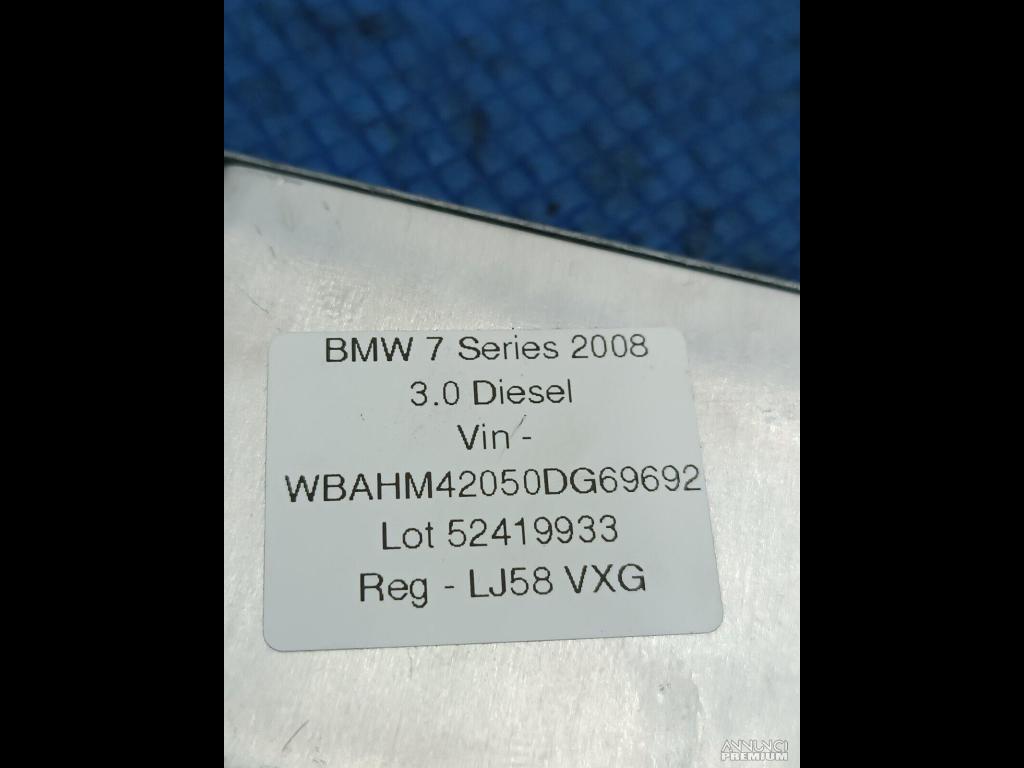 BMW 7 Series 2008
3.0 Diesel
Vin -
WBAHM42050DG69692
Lot 52419933
Reg - LJ58 VXG
ANNUNCI
PREMIUM